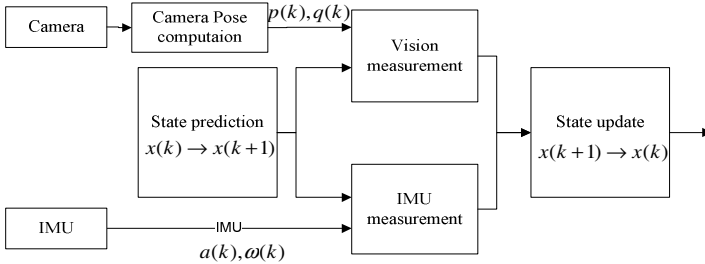 Camera
Camera Pose
computaion
p(k),q(k)
Vision
measurement
State prediction
x(k) → x(k+1)
State update
x(k+1) → x(k)
IMU
measurement
IMU
IMU
a(k),ω(k)